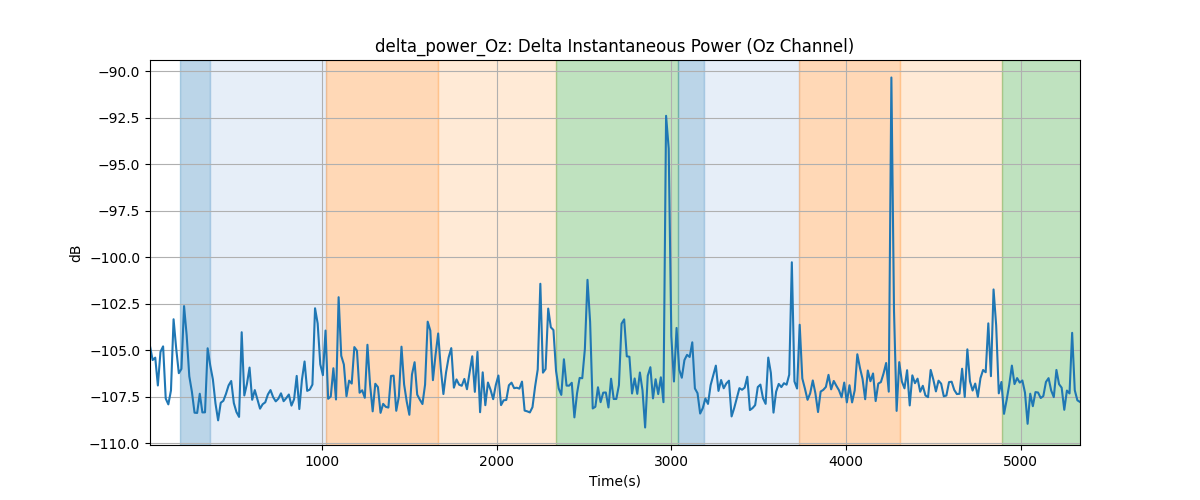 delta_power_Oz: Delta Instantaneous Power (Oz Channel)
−90.0
−92.5
−95.0
−97.5
−100.0
−102.5
−105.0
−107.5
−110.0
dB
1000 2000 3000 4000 5000
Time(s)